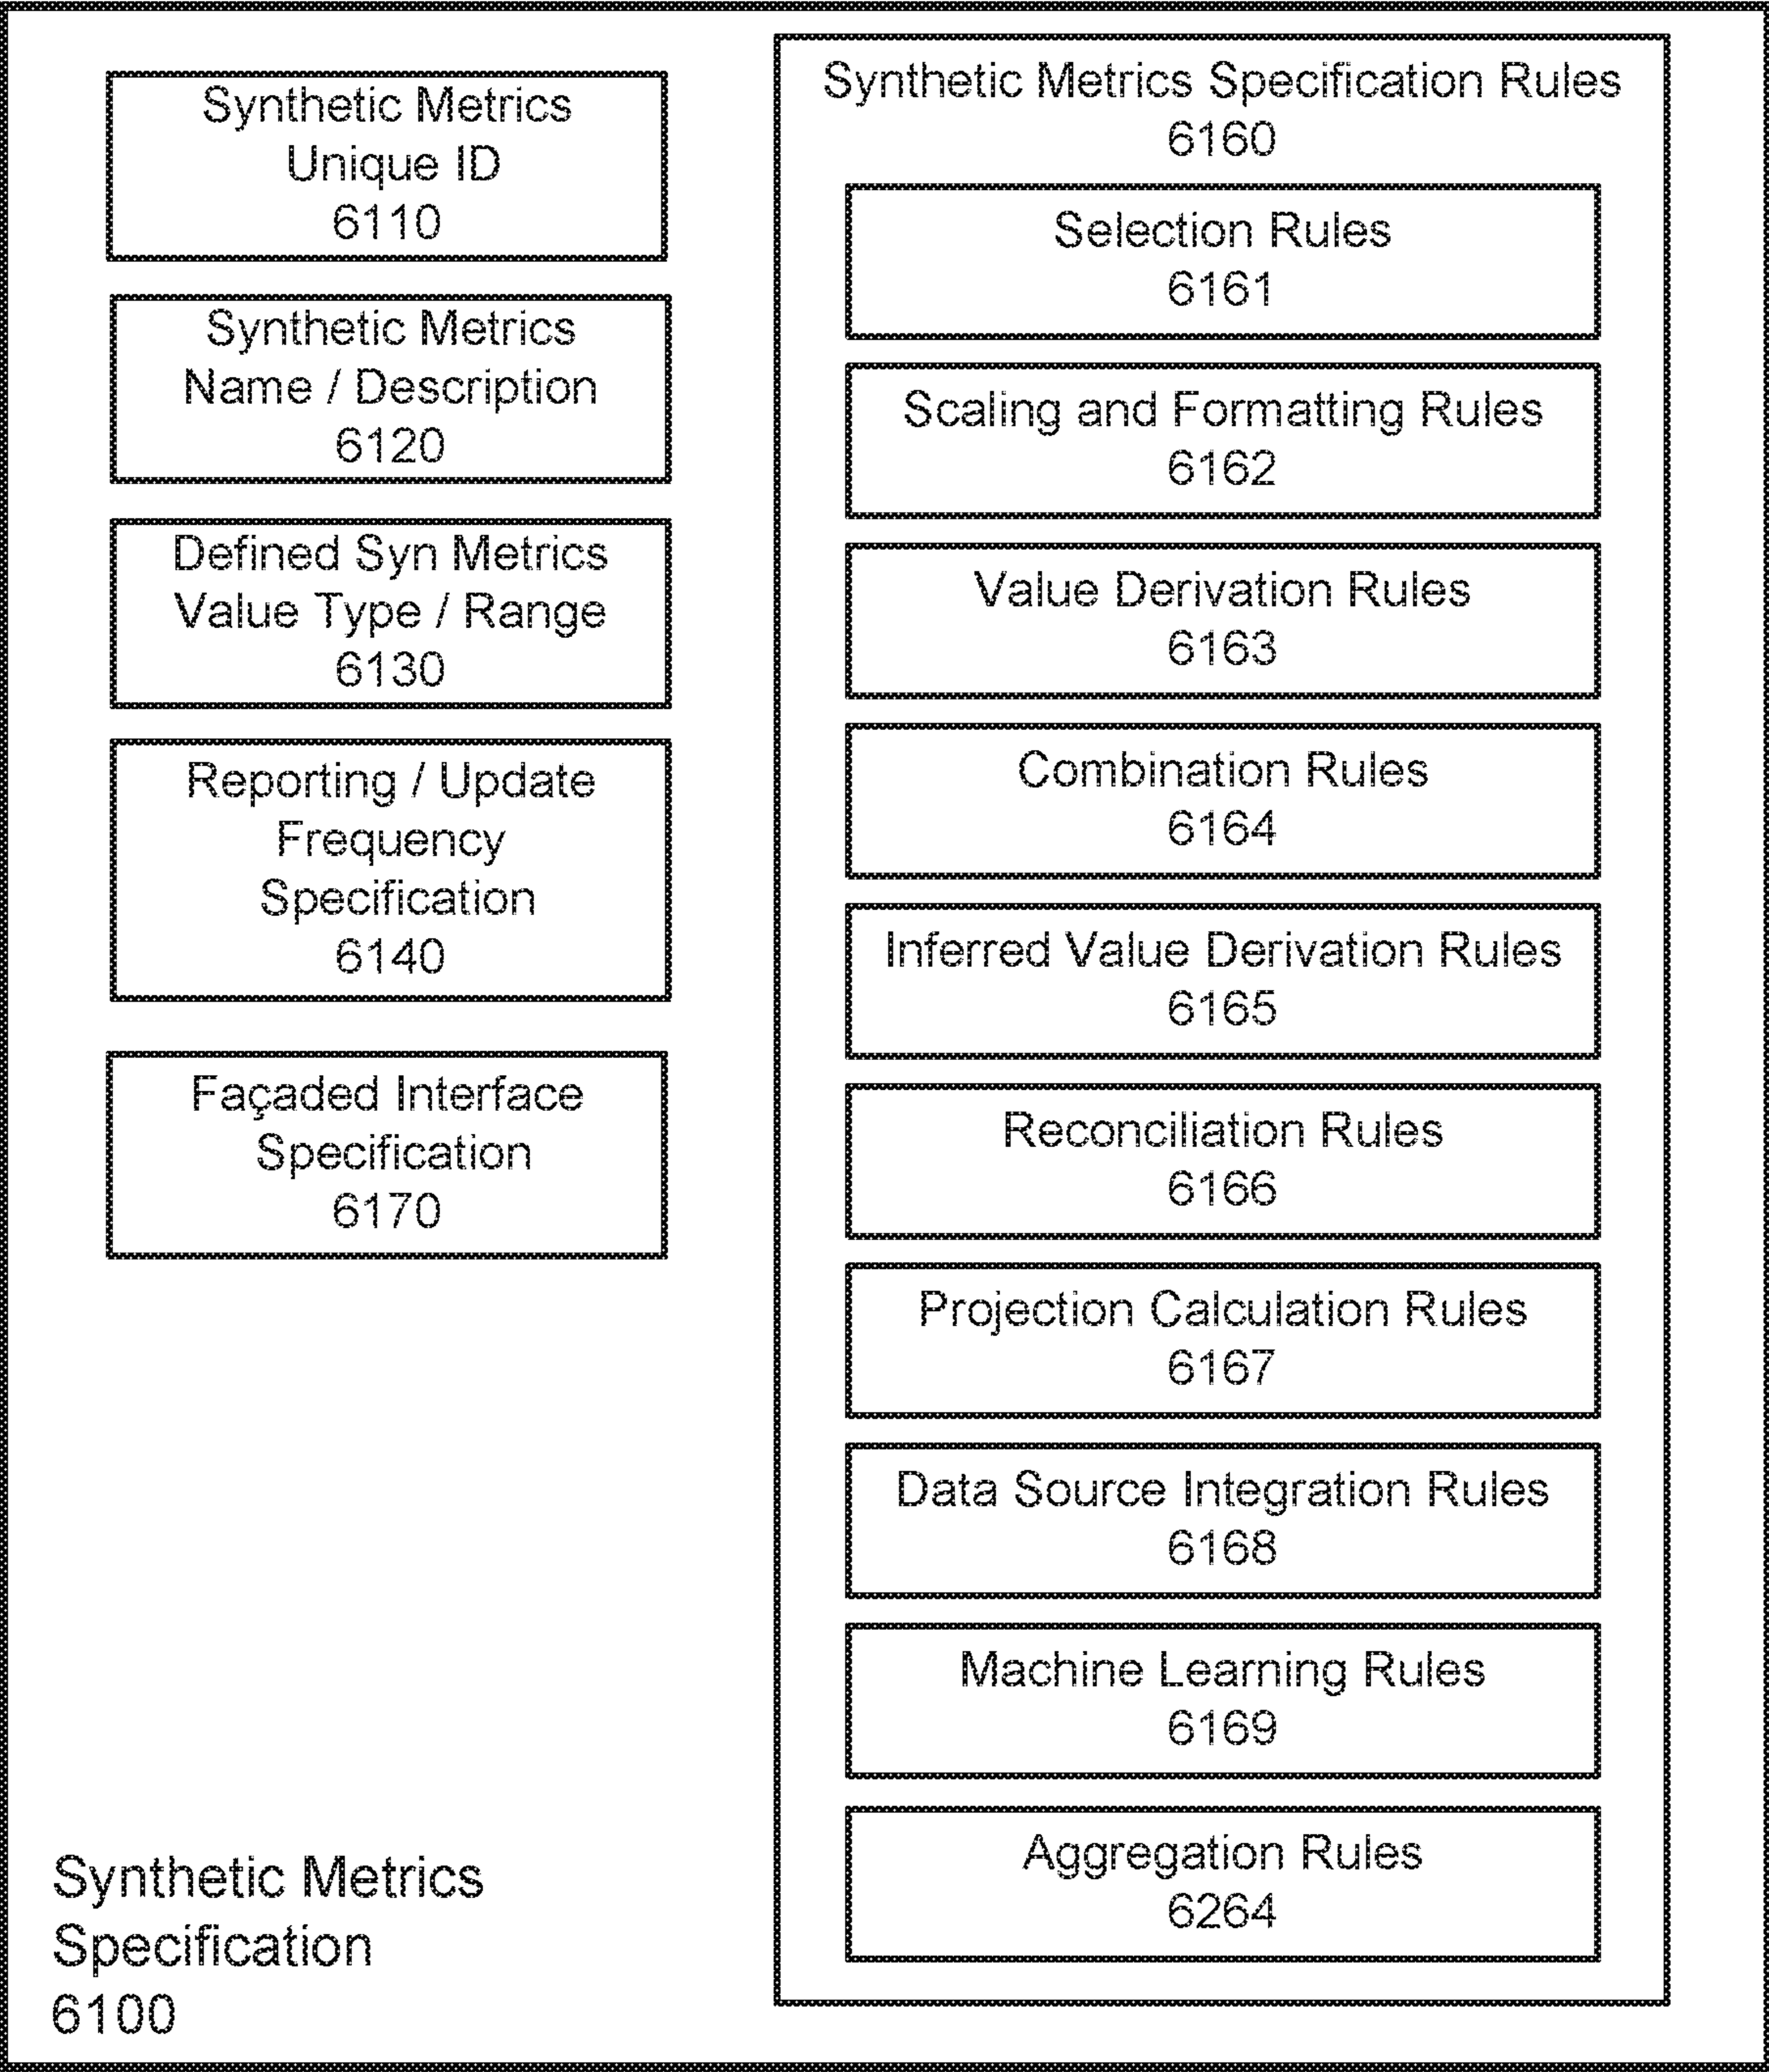 Synthetic Metrics
Unique ID
6110
Synthetic Metrics
Name / Description
6120
Defined Syn Metrics
Value Type / Range
6130
Reporting / Update
Frequency
Specification
6140
Façaded Interface
Specification
6170
Synthetic Metrics
Specification
6100
Synthetic Metrics Specification Rules
6160
Selection Rules
6161
Scaling and Formatting Rules
6162
Value Derivation Rules
6163
Combination Rules
6164
Inferred Value Derivation Rules
6165
Reconciliation Rules
6166
Projection Calculation Rules
6167
Data Source Integration Rules
6168
Machine Learning Rules
6169
Aggregation Rules
6264